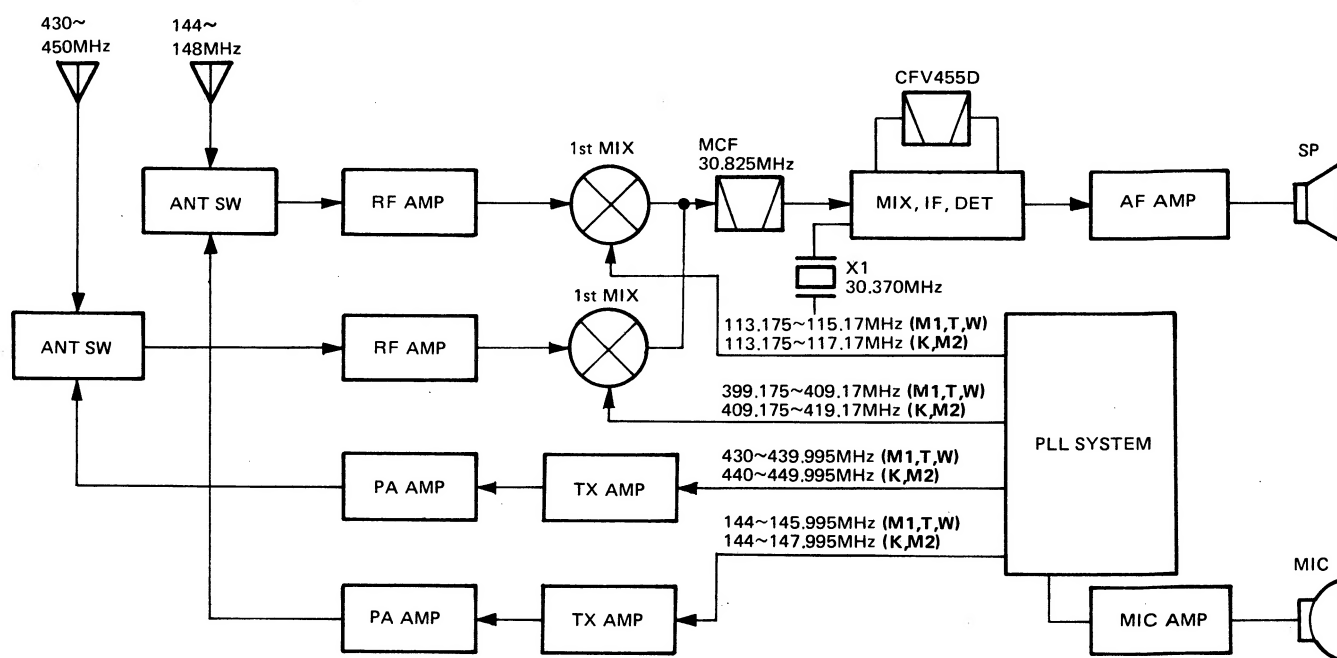 430~
450MHz
144~
148MHz
CFV455D
1st MIX
MCF
30.825MHz
SP
ANT SW
RF AMP
MIX, IF, DET
AF AMP
X1
30.370MHz
1st MIX
113.175~115.17MHz (M1,T,W)
113.175~117.17MHz (K,M2)
ANT SW
RF AMP
399.175~409.17MHz (M1,T,W)
409.175~419.17MHz (K,M2)
PLL SYSTEM
430~439.995MHz (M1,T,W)
440~449.995MHz (K,M2)
PA AMP
TX AMP
144~145.995MHz (M1,T,W)
144~147.995MHz (K,M2)
MIC
PA AMP
TX AMP
MIC AMP